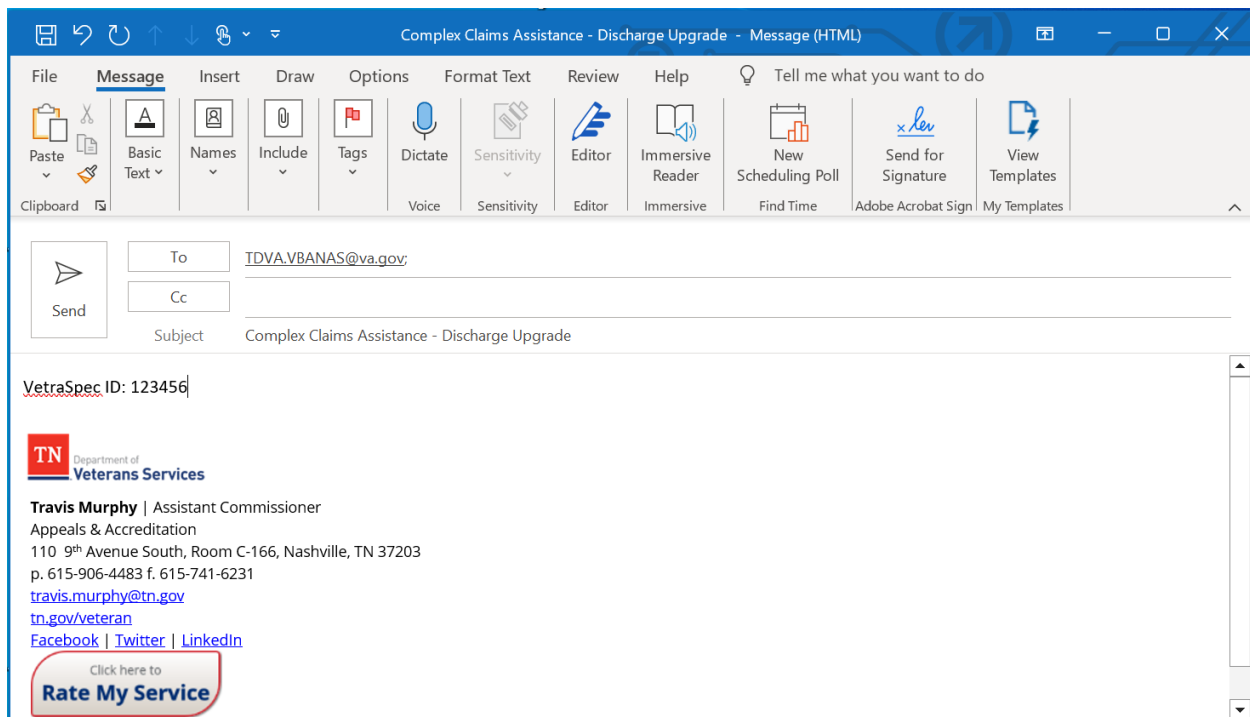 Complex Claims Assistance - Discharge Upgrade - Message (HTML)
File Message Insert Draw Options Format Text Review Help Tell me what you want to do
Paste
Basic Text
Names
Include
Tags
Dictate
Sensitivity
Editor
Immersive Reader
New Scheduling Poll
Send for Signature
View Templates
Clipboard Voice Sensitivity Editor Immersive Find Time Adobe Acrobat Sign My Templates
Send
To TDVA.VBANAS@va.gov;
Cc
Subject Complex Claims Assistance - Discharge Upgrade
VetraSpec ID: 123456
TN Department of
Veterans Services
Travis Murphy | Assistant Commissioner
Appeals & Accreditation
110 9th Avenue South, Room C-166, Nashville, TN 37203
p. 615-906-4483 f. 615-741-6231
travis.murphy@tn.gov
tn.gov/veteran
Facebook | Twitter | LinkedIn
Click here to
Rate My Service